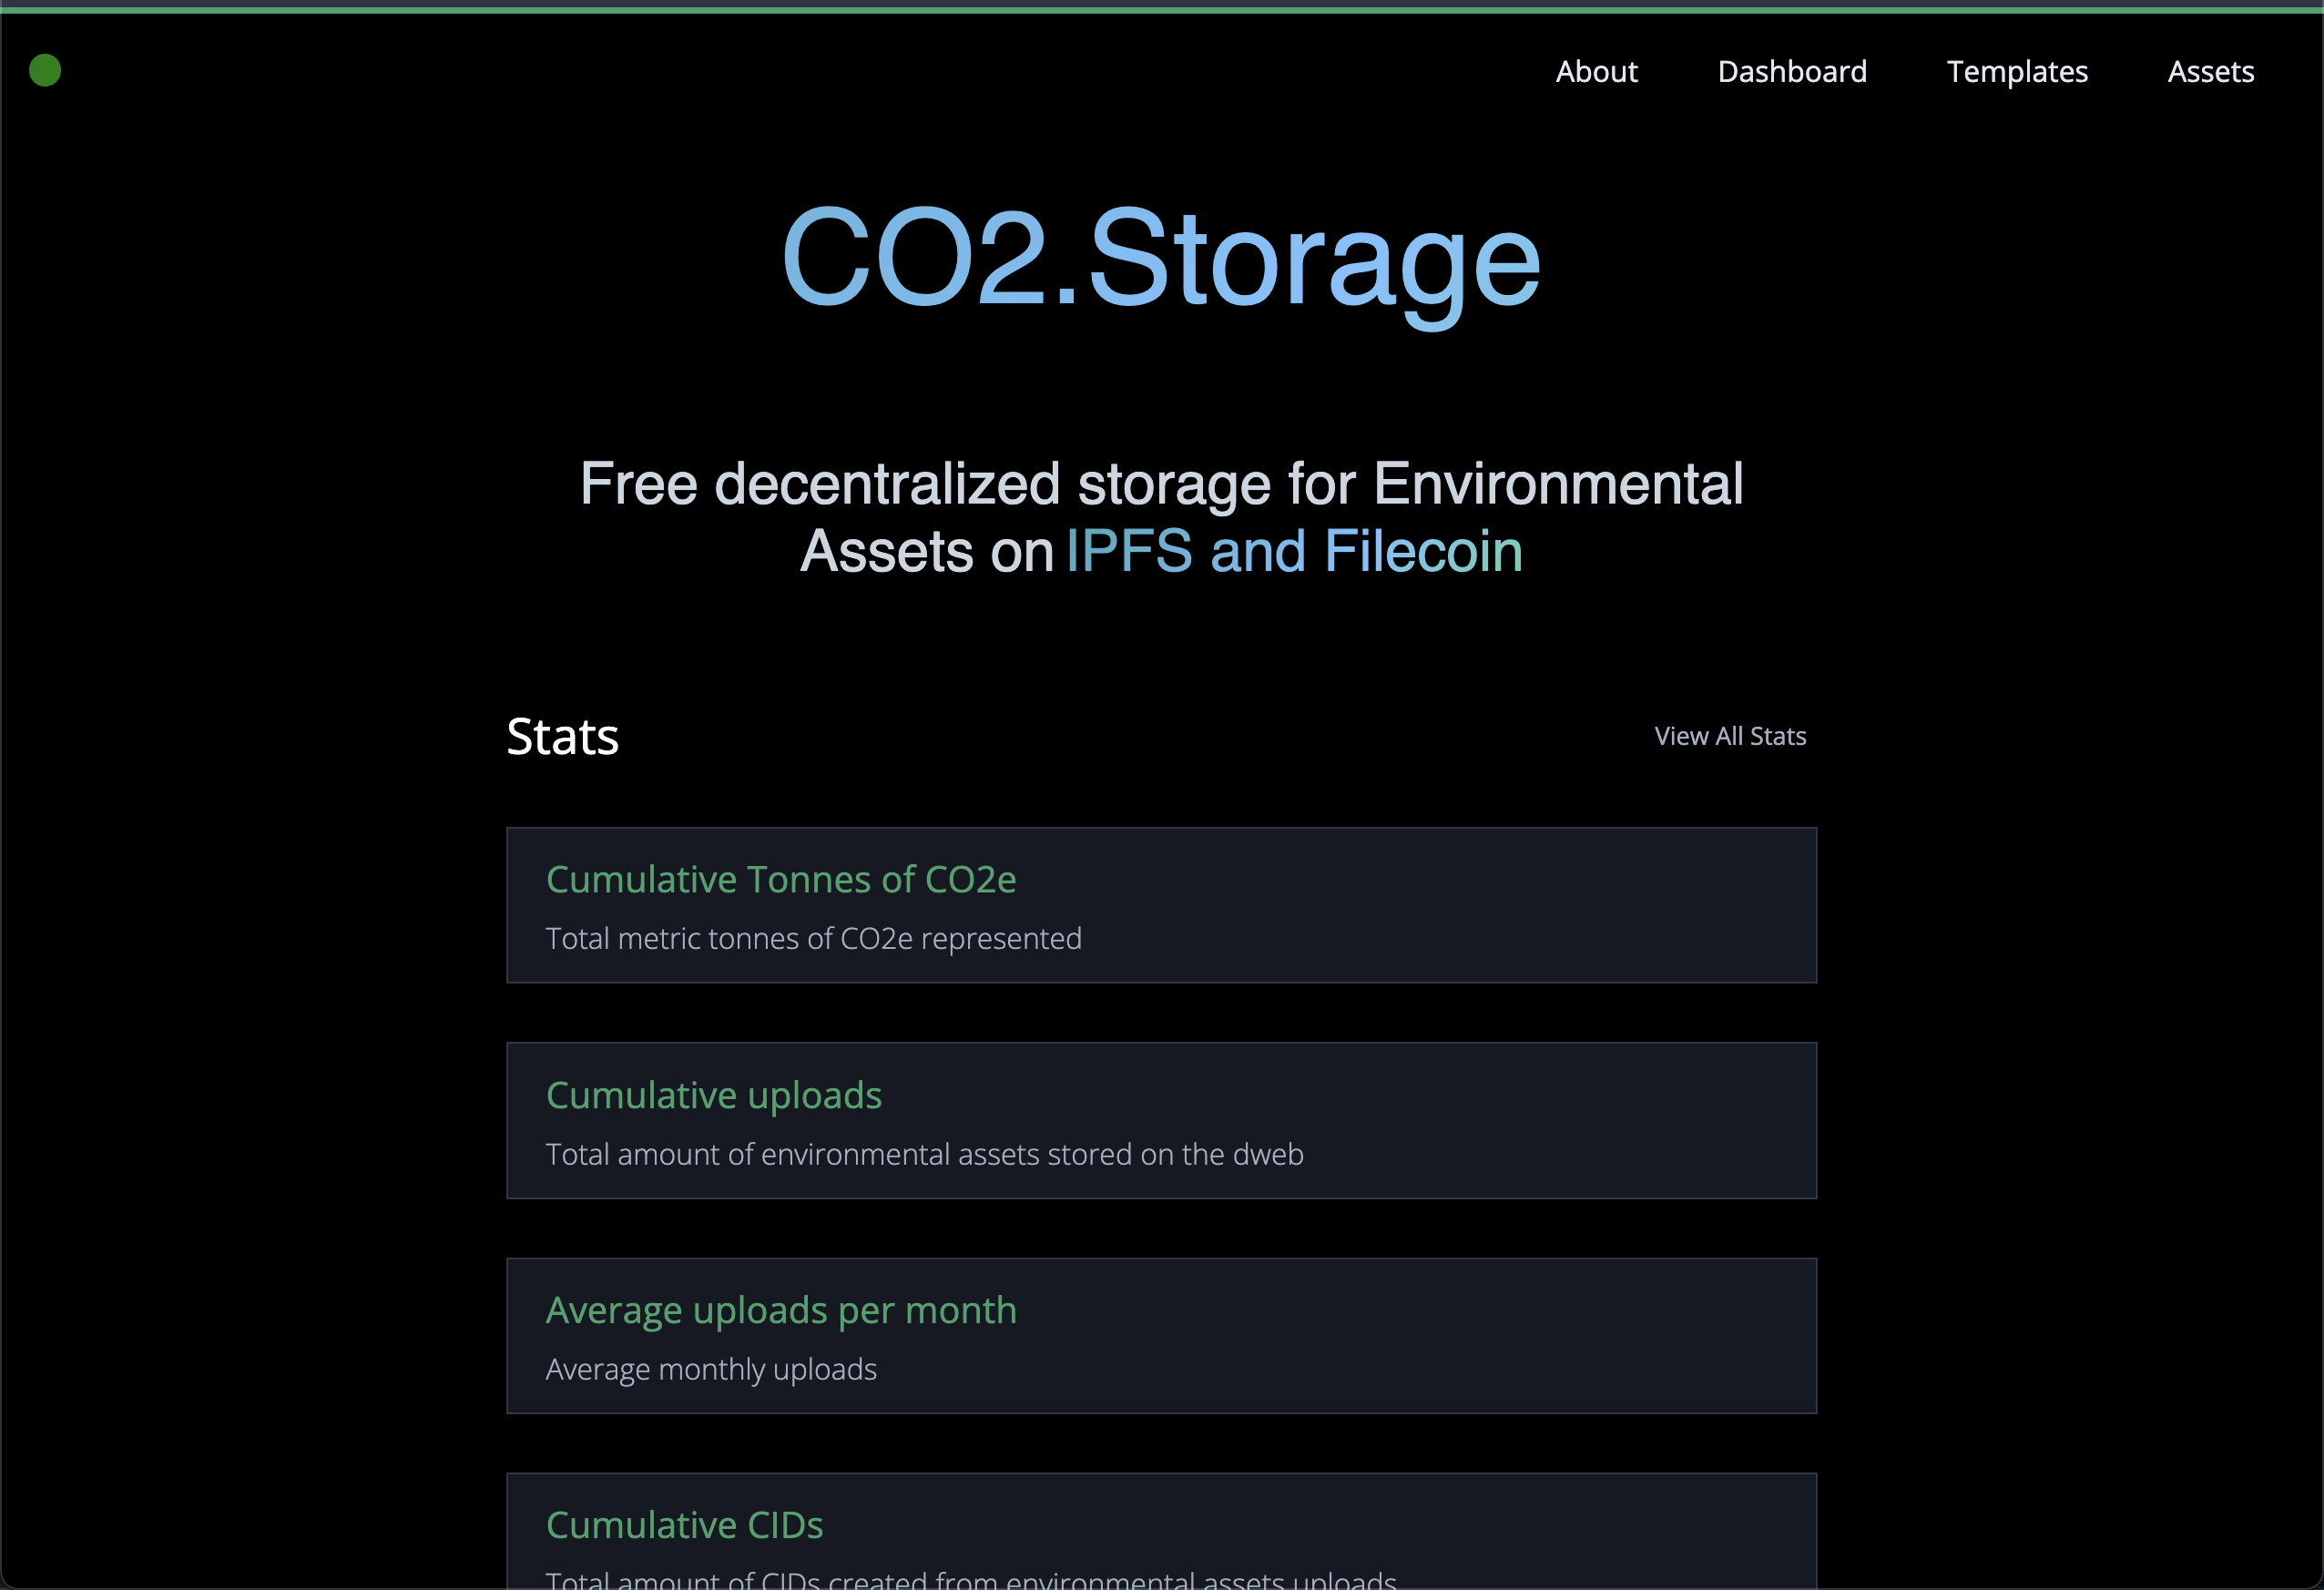 About Dashboard Templates Assets
CO2.Storage
Free decentralized storage for Environmental
Assets on IPFS and Filecoin
Stats View All Stats
Cumulative Tonnes of CO2e
Total metric tonnes of CO2e represented
Cumulative uploads
Total amount of environmental assets stored on the dweb
Average uploads per month
Average monthly uploads
Cumulative CIDs
Total amount of CIDs created from environmental assets uploads